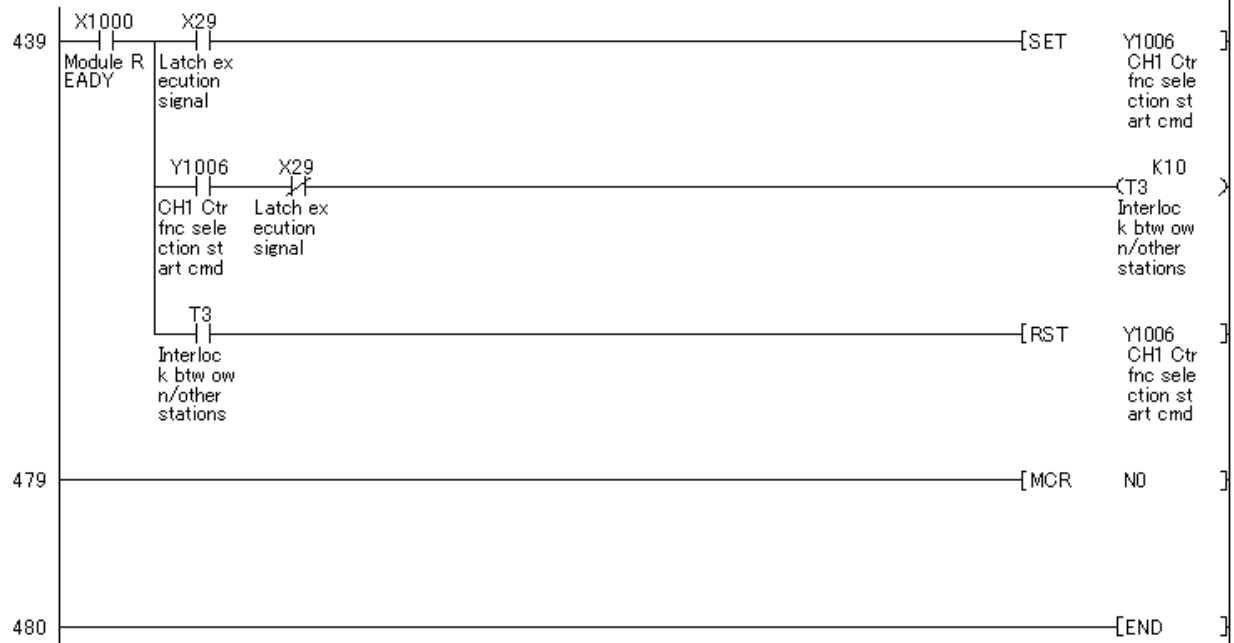 X1000 X29
439 [SET Y1006 ]
Module R Latch ex CH1 Ctr
EADY ecution fnc sele
signal ction st
art cmd
Y1006 X29 K10
(T3 )
CH1 Ctr Latch ex Interloc
fnc sele ecution k btw ow
ction st signal n/other
art cmd stations
T3
[RST Y1006 ]
Interloc CH1 Ctr
k btw ow fnc sele
n/other ction st
stations art cmd
479 [MCR N0 ]
480 [END ]